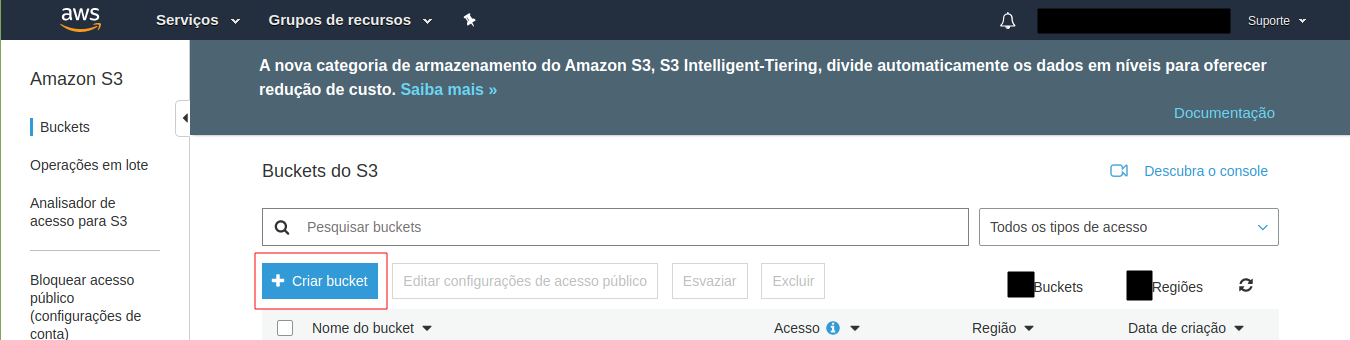 aws Serviços Grupos de recursos Suporte
Amazon S3
A nova categoria de armazenamento do Amazon S3, S3 Intelligent-Tiering, divide automaticamente os dados em níveis para oferecer
redução de custo. Saiba mais »
Documentação
Buckets
Operações em lote
Analisador de
acesso para S3
Bloquear acesso
público
(configurações de
conta)
Buckets do S3 Descubra o console
Pesquisar buckets Todos os tipos de acesso
Criar bucket Editar configurações de acesso público Esvaziar Excluir Buckets Regiões
Nome do bucket Acesso Região Data de criação